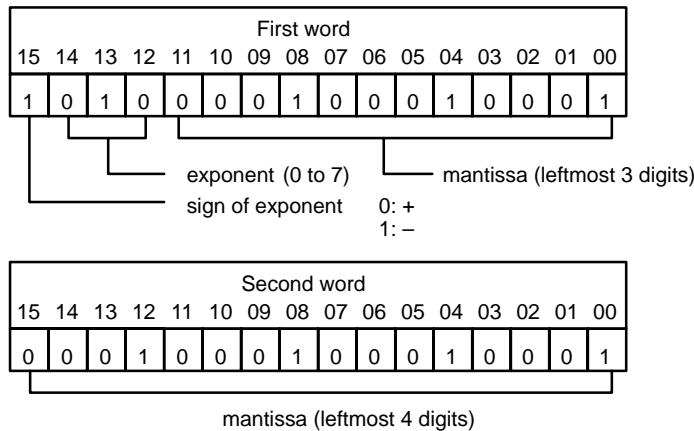 First word
15 14 13 12 11 10 09 08 07 06 05 04 03 02 01 00
1 0 1 0 0 0 0 1 0 0 0 1 0 0 0 1
exponent (0 to 7)
mantissa (leftmost 3 digits)
sign of exponent 0: +
1: –
Second word
15 14 13 12 11 10 09 08 07 06 05 04 03 02 01 00
0 0 0 1 0 0 0 1 0 0 0 1 0 0 0 1
mantissa (leftmost 4 digits)